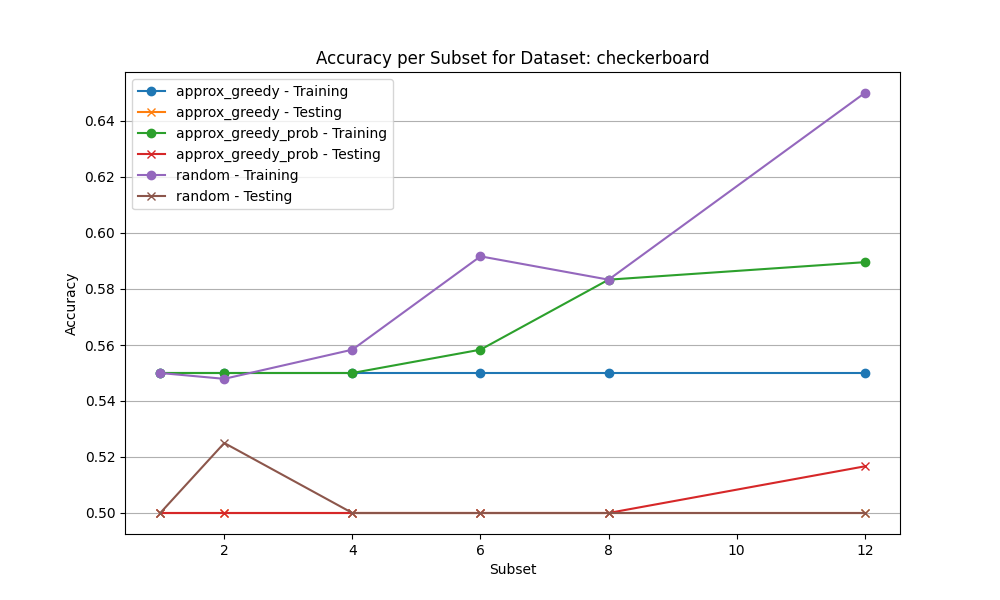 Accuracy per Subset for Dataset: checkerboard
approx_greedy - Training
approx_greedy - Testing
approx_greedy_prob - Training
approx_greedy_prob - Testing
random - Training
random - Testing
Accuracy
0.64
0.62
0.60
0.58
0.56
0.54
0.52
0.50
2
4
6
8
10
12
Subset